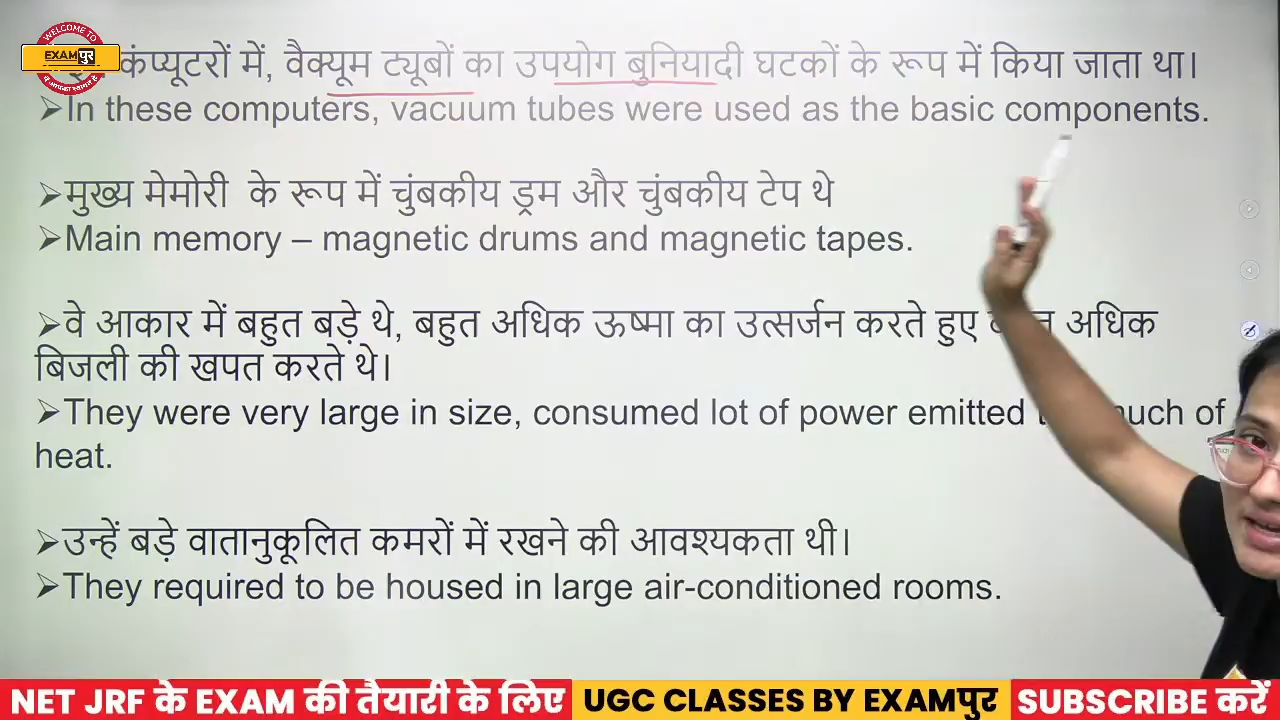 WELCOME TO
EXAMपुर
कंप्यूटरों में, वैक्यूम ट्यूबों का उपयोग बुनियादी घटकों के रूप में किया जाता था।
➢In these computers, vacuum tubes were used as the basic components.
➢मुख्य मेमोरी के रूप में चुंबकीय ड्रम और चुंबकीय टेप थे
➢Main memory – magnetic drums and magnetic tapes.
➢वे आकार में बहुत बड़े थे, बहुत अधिक ऊष्मा का उत्सर्जन करते हुए अधिक
बिजली की खपत करते थे।
➢They were very large in size, consumed lot of power emitted much of
heat.
➢उन्हें बड़े वातानुकूलित कमरों में रखने की आवश्यकता थी।
➢They required to be housed in large air-conditioned rooms.
NET JRF के EXAM की तैयारी के लिए UGC CLASSES BY EXAMपुर SUBSCRIBE करें